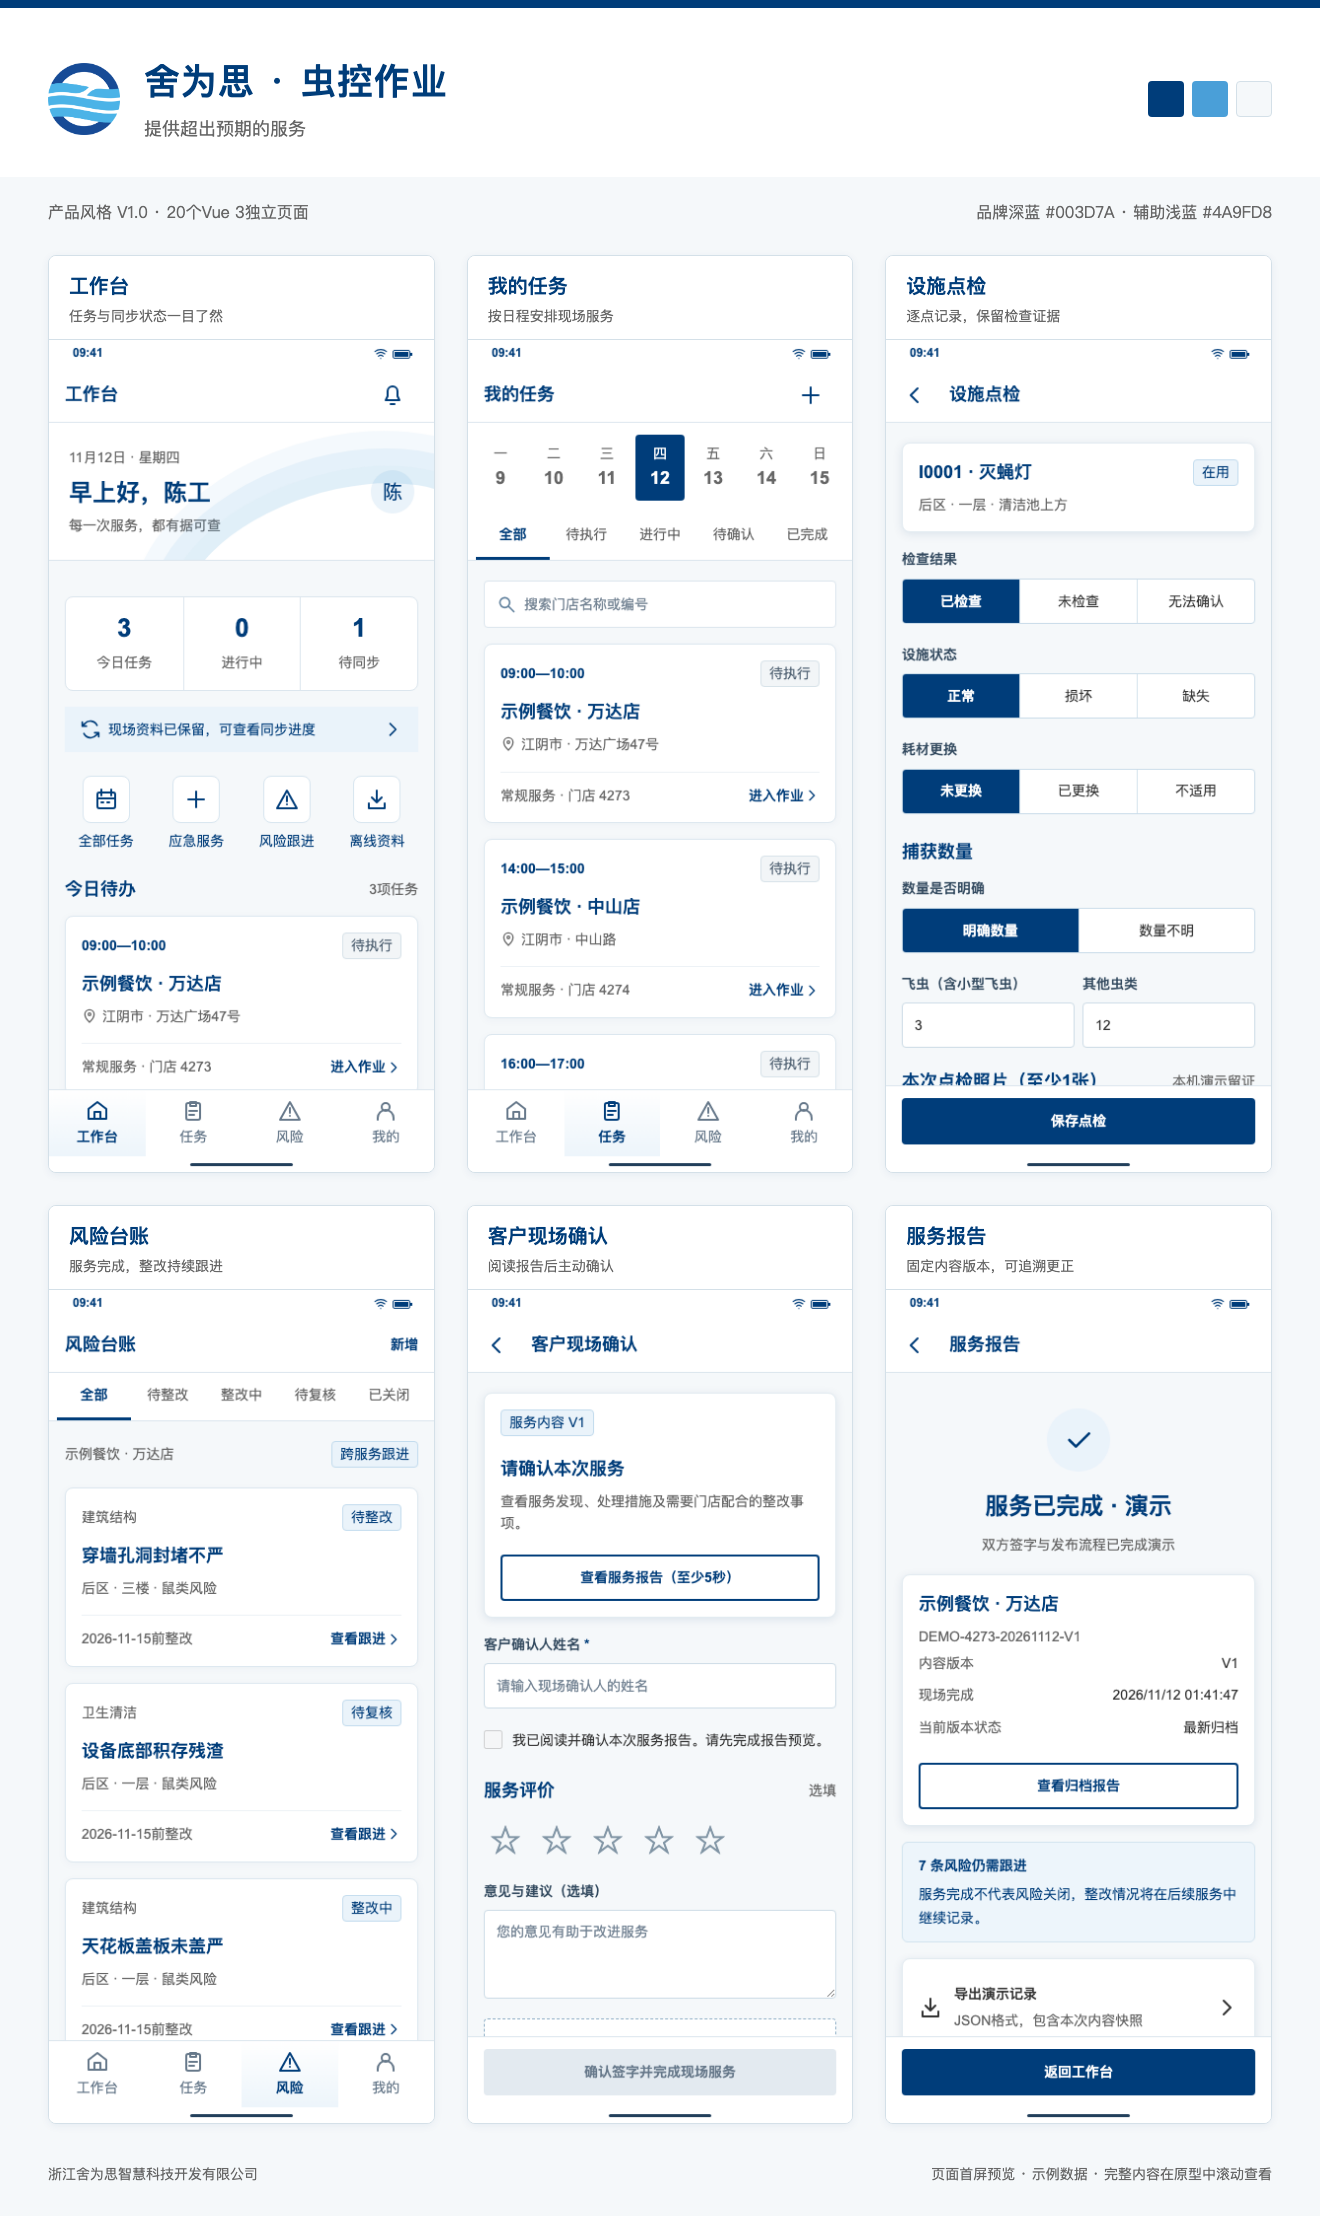 舍为思 · 虫控作业
提供超出预期的服务
产品风格 V1.0 · 20个Vue 3独立页面
品牌深蓝 #003D7A · 辅助浅蓝 #4A9FD8
工作台
任务与同步状态一目了然
09:41
工作台
11月12日 · 星期四
早上好，陈工
陈
每一次服务，都有据可查
3 0 1
今日任务 进行中 待同步
现场资料已保留，可查看同步进度
全部任务 应急服务 风险跟进 离线资料
今日待办 3项任务
09:00—10:00 待执行
示例餐饮 · 万达店
江阴市 · 万达广场47号
常规服务 · 门店 4273 进入作业
工作台 任务 风险 我的
我的任务
按日程安排现场服务
09:41
我的任务
一 二 三 四 五 六 日
9 10 11 12 13 14 15
全部 待执行 进行中 待确认 已完成
搜索门店名称或编号
09:00—10:00 待执行
示例餐饮 · 万达店
江阴市 · 万达广场47号
常规服务 · 门店 4273 进入作业
14:00—15:00 待执行
示例餐饮 · 中山店
江阴市 · 中山路
常规服务 · 门店 4274 进入作业
16:00—17:00 待执行
工作台 任务 风险 我的
设施点检
逐点记录，保留检查证据
09:41
设施点检
I0001 · 灭蝇灯 在用
后区 · 一层 · 清洁池上方
检查结果
已检查 未检查 无法确认
设施状态
正常 损坏 缺失
耗材更换
未更换 已更换 不适用
捕获数量
数量是否明确
明确数量 数量不明
飞虫（含小型飞虫） 其他虫类
3 12
本次点检照片（至少1张） 本机演示留证
保存点检
风险台账
服务完成，整改持续跟进
09:41
风险台账 新增
全部 待整改 整改中 待复核 已关闭
示例餐饮 · 万达店 跨服务跟进
建筑结构 待整改
穿墙孔洞封堵不严
后区 · 三楼 · 鼠类风险
2026-11-15前整改 查看跟进
卫生清洁 待复核
设备底部积存残渣
后区 · 一层 · 鼠类风险
2026-11-15前整改 查看跟进
建筑结构 整改中
天花板盖板未盖严
后区 · 一层 · 鼠类风险
2026-11-15前整改 查看跟进
工作台 任务 风险 我的
客户现场确认
阅读报告后主动确认
09:41
客户现场确认
服务内容 V1
请确认本次服务
查看服务发现、处理措施及需要门店配合的整改事
项。
查看服务报告（至少5秒）
客户确认人姓名 *
请输入现场确认人的姓名
我已阅读并确认本次服务报告。请先完成报告预览。
服务评价 选填
意见与建议（选填）
您的意见有助于改进服务
确认签字并完成现场服务
服务报告
固定内容版本，可追溯更正
09:41
服务报告
服务已完成 · 演示
双方签字与发布流程已完成演示
示例餐饮 · 万达店
DEMO-4273-20261112-V1
内容版本 V1
现场完成 2026/11/12 01:41:47
当前版本状态 最新归档
查看归档报告
7 条风险仍需跟进
服务完成不代表风险关闭，整改情况将在后续服务中
继续记录。
导出演示记录
JSON格式，包含本次内容快照
返回工作台
浙江舍为思智慧科技开发有限公司
页面首屏预览 · 示例数据 · 完整内容在原型中滚动查看